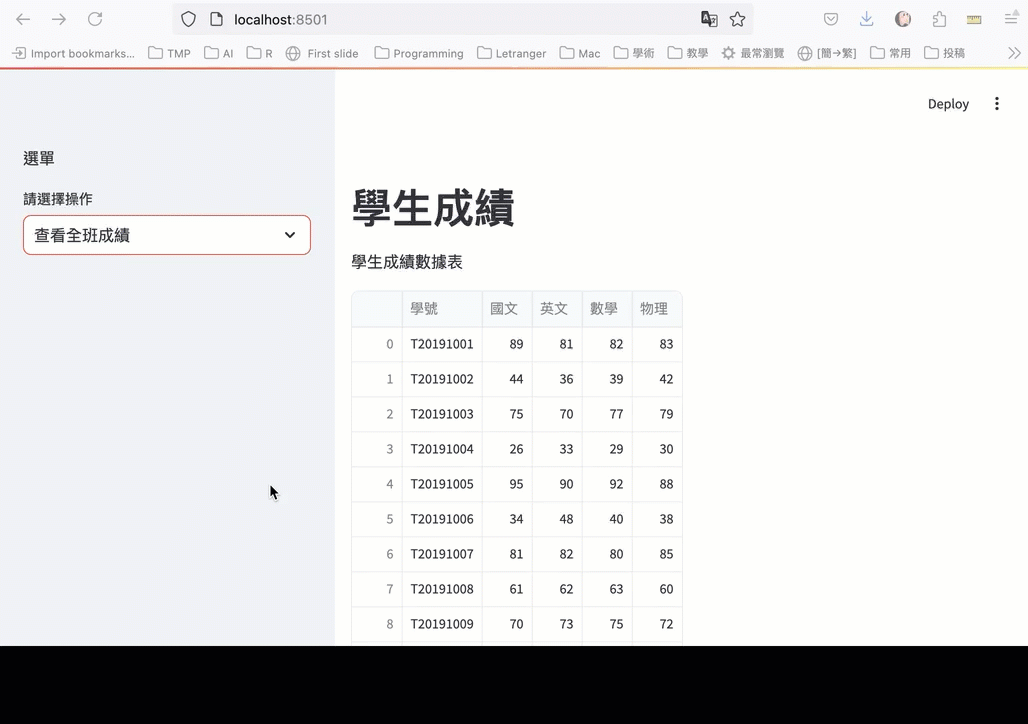 localhost:8501
Import bookmarks... TMP AI R First slide Programming Letranger Mac 學術 教學 最常瀏覽 [簡→繁] 常用 投稿
Deploy
選單
請選擇操作
查看全班成績
學生成績
學生成績數據表
學號 國文 英文 數學 物理
0 T20191001 89 81 82 83
1 T20191002 44 36 39 42
2 T20191003 75 70 77 79
3 T20191004 26 33 29 30
4 T20191005 95 90 92 88
5 T20191006 34 48 40 38
6 T20191007 81 82 80 85
7 T20191008 61 62 63 60
8 T20191009 70 73 75 72